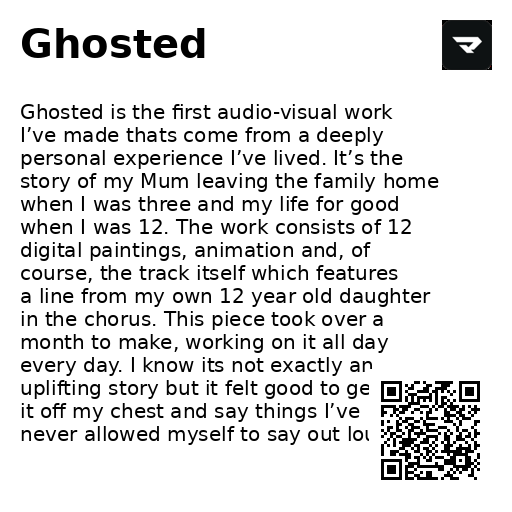 Ghosted
Ghosted is the first audio-visual work
I’ve made thats come from a deeply
personal experience I’ve lived. It’s the
story of my Mum leaving the family home
when I was three and my life for good
when I was 12. The work consists of 12
digital paintings, animation and, of
course, the track itself which features
a line from my own 12 year old daughter
in the chorus. This piece took over a
month to make, working on it all day
every day. I know its not exactly an
uplifting story but it felt good to
it off my chest and say things I’ve
never allowed myself to say out